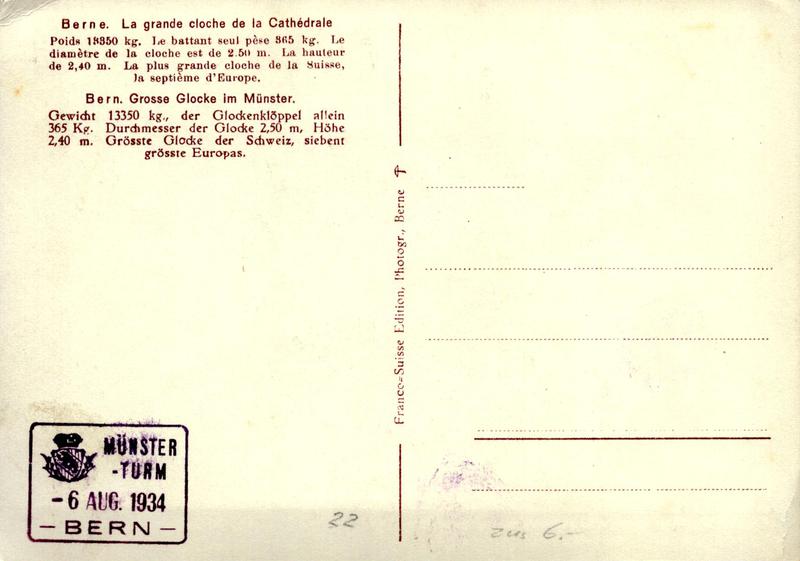 Berne. La grande cloche de la Cathédrale
Poids 13350 kg. Le battant seul pèse 365 kg. Le
diamètre de la cloche est de 2.50 m. La hauteur
de 2,40 m. La plus grande cloche de la Suisse,
la septième d'Europe.
Bern. Grosse Glocke im Münster.
Gewicht 13350 kg., der Glockenklöppel allein
365 Kg. Durchmesser der Glocke 2,50 m, Höhe
2,40 m. Grösste Glocke der Schweiz, siebent
grösste Europas.
Franco-Suisse Edition, Photogr., Berne
MÜNSTER
-TURM
-6 AUG. 1934
- BERN -
22
zus 6.-